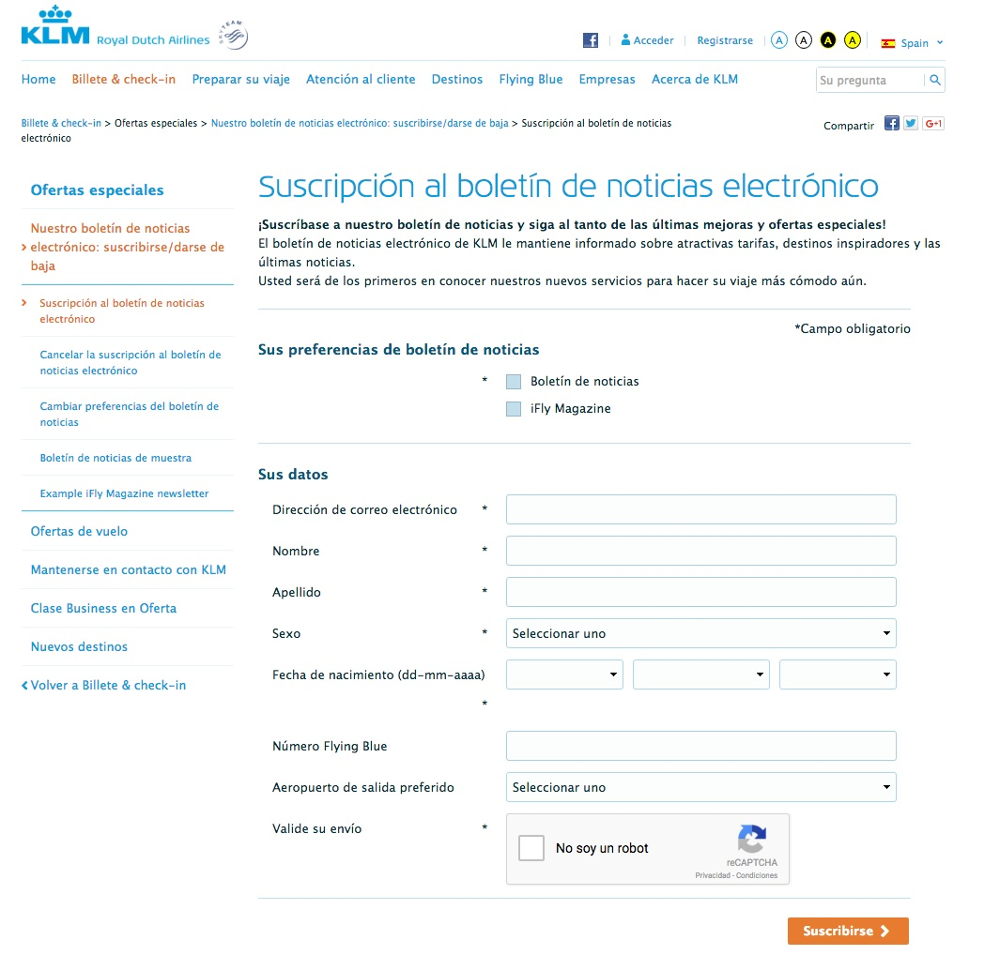 KLM Royal Dutch Airlines SKYTEAM
Acceder Registrarse A A A A Spain
Home Billete & check-in Preparar su viaje Atención al cliente Destinos Flying Blue Empresas Acerca de KLM Su pregunta
Billete & check-in > Ofertas especiales > Nuestro boletín de noticias electrónico: suscribirse/darse de baja > Suscripción al boletín de noticias
electrónico
Compartir G+1
Ofertas especiales
Nuestro boletín de noticias
electrónico: suscribirse/darse de
baja
Suscripción al boletín de noticias
electrónico
Cancelar la suscripción al boletín de
noticias electrónico
Cambiar preferencias del boletín de
noticias
Boletín de noticias de muestra
Example iFly Magazine newsletter
Ofertas de vuelo
Mantenerse en contacto con KLM
Clase Business en Oferta
Nuevos destinos
Volver a Billete & check-in
Suscripción al boletín de noticias electrónico
¡Suscríbase a nuestro boletín de noticias y siga al tanto de las últimas mejoras y ofertas especiales!
El boletín de noticias electrónico de KLM le mantiene informado sobre atractivas tarifas, destinos inspiradores y las
últimas noticias.
Usted será de los primeros en conocer nuestros nuevos servicios para hacer su viaje más cómodo aún.
*Campo obligatorio
Sus preferencias de boletín de noticias
* Boletín de noticias
iFly Magazine
Sus datos
Dirección de correo electrónico *
Nombre *
Apellido *
Sexo * Seleccionar uno
Fecha de nacimiento (dd-mm-aaaa)
*
Número Flying Blue
Aeropuerto de salida preferido Seleccionar uno
Valide su envío *
No soy un robot
reCAPTCHA
Privacidad - Condiciones
Suscribirse